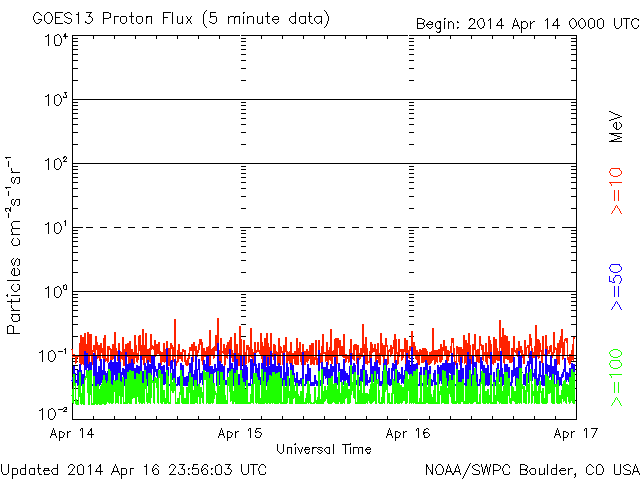 GOES13 Proton Flux (5 minute data)
Begin: 2014 Apr 14 0000 UTC
10⁴
10³
10²
10¹
10⁰
10⁻¹
10⁻²
Particles cm⁻²s⁻¹sr⁻¹
MeV
>=10
>=50
>=100
Apr 14
Apr 15
Apr 16
Apr 17
Universal Time
Updated 2014 Apr 16 23:56:03 UTC
NOAA/SWPC Boulder, CO USA